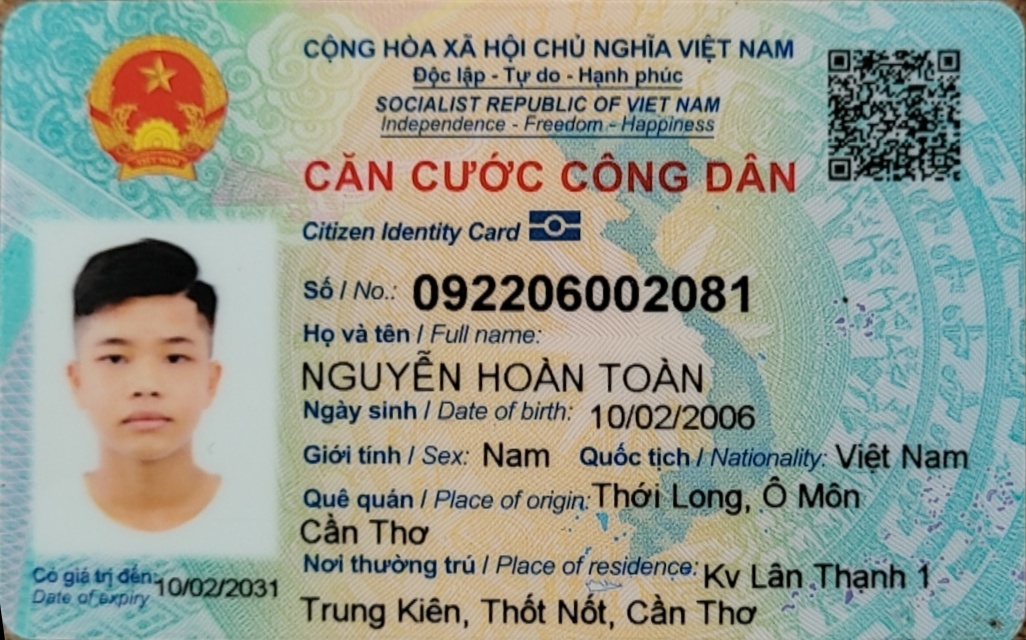 CỘNG HÒA XÃ HỘI CHỦ NGHĨA VIỆT NAM
Độc lập - Tự do - Hạnh phúc
SOCIALIST REPUBLIC OF VIET NAM
Independence - Freedom - Happiness
CĂN CƯỚC CÔNG DÂN
Citizen Identity Card
Số / No.: 092206002081
Họ và tên / Full name:
NGUYỄN HOÀN TOÀN
Ngày sinh / Date of birth: 10/02/2006
Giới tính / Sex: Nam Quốc tịch / Nationality: Việt Nam
Quê quán / Place of origin: Thới Long, Ô Môn
Cần Thơ
Nơi thường trú / Place of residence: Kv Lân Thạnh 1
Trung Kiên, Thốt Nốt, Cần Thơ
Có giá trị đến: 10/02/2031
Date of expiry
VIỆT NAM